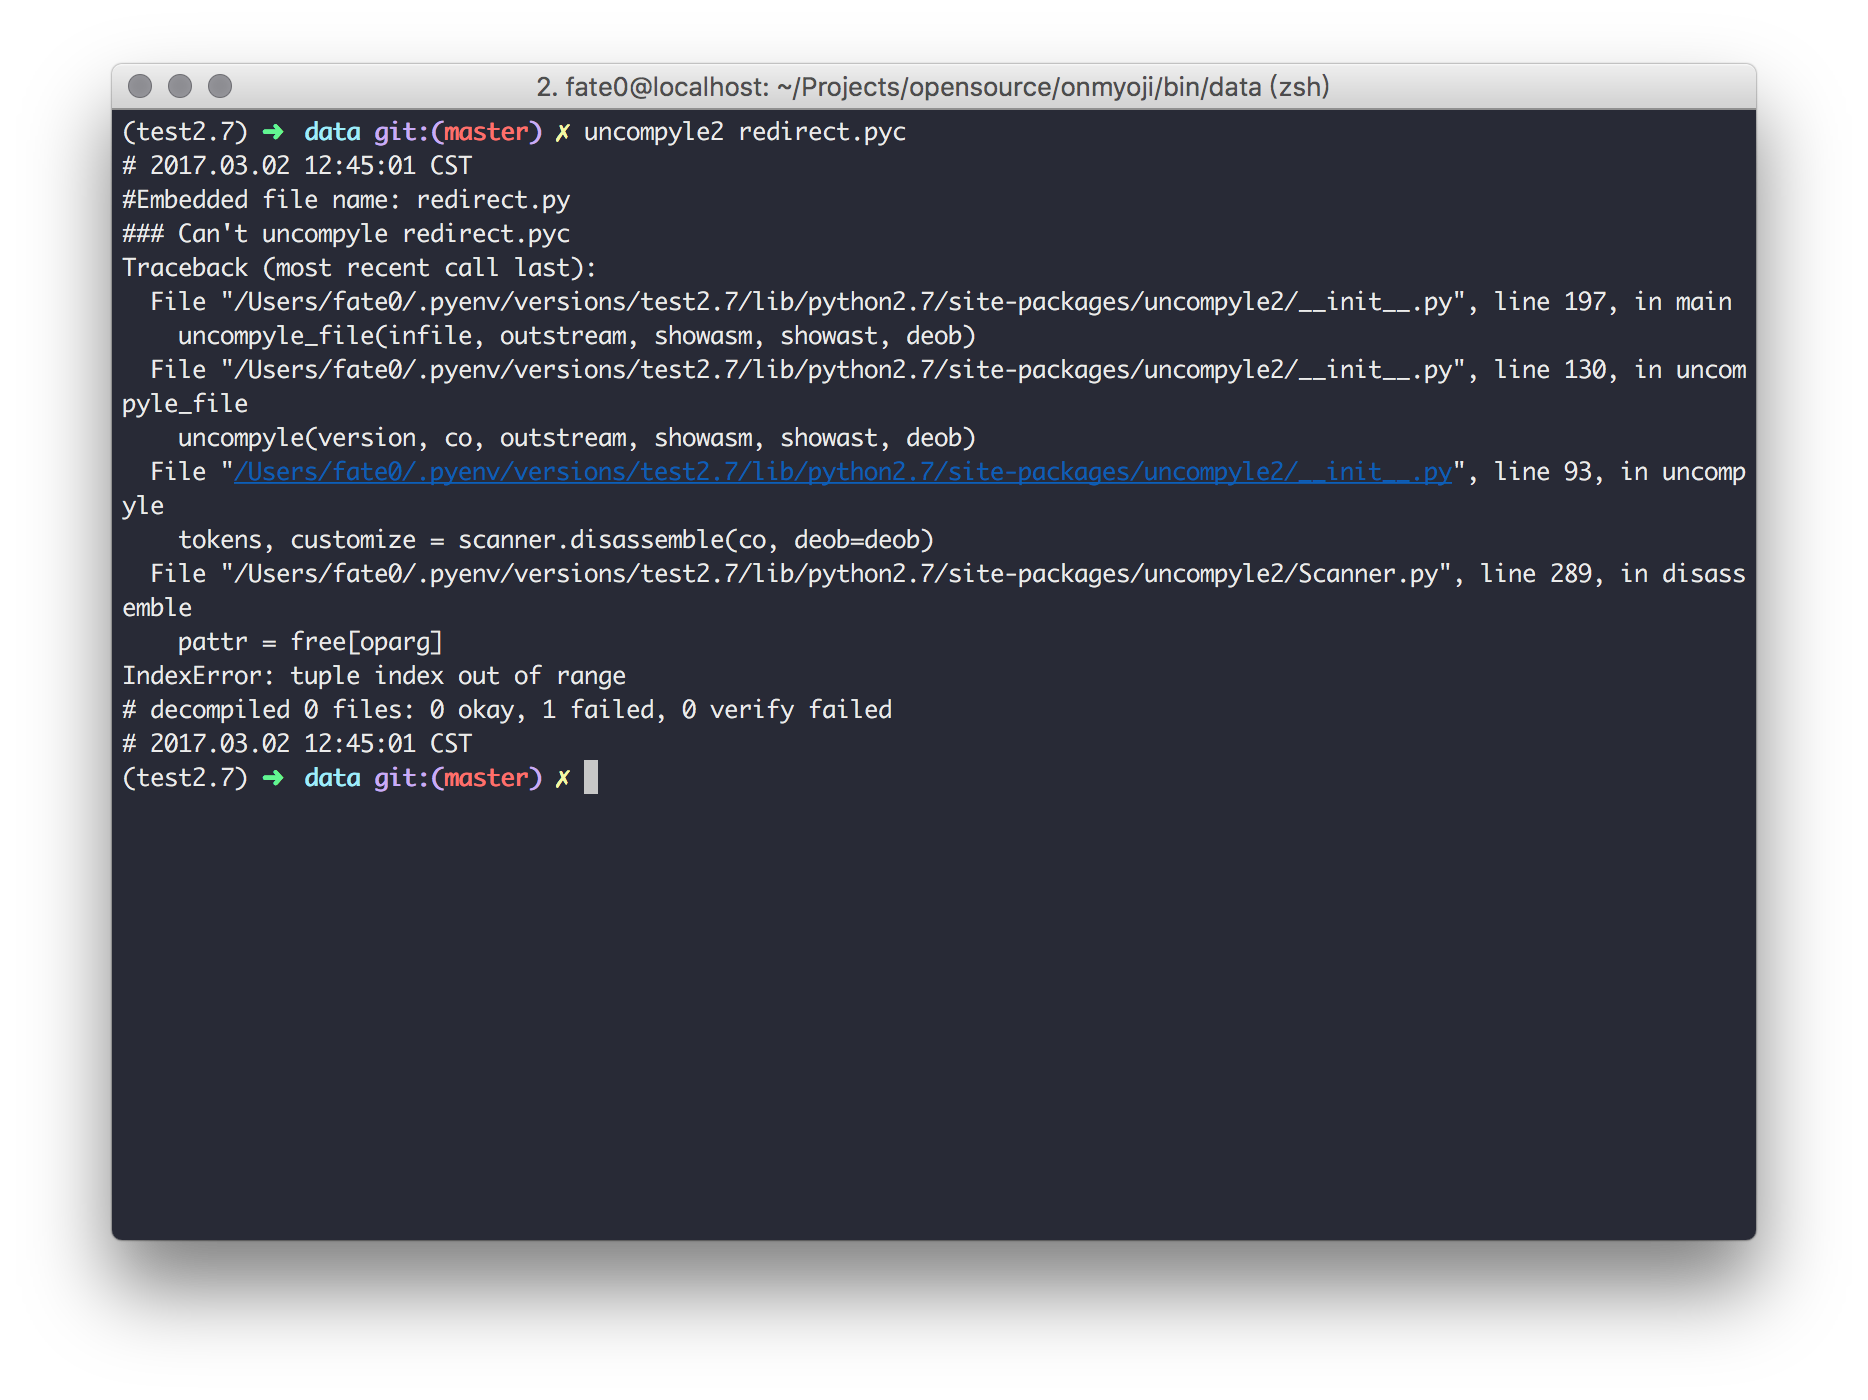 2. fate0@localhost: ~/Projects/opensource/onmyoji/bin/data (zsh)
(test2.7) ➜  data git:(master) ✗ uncompyle2 redirect.pyc
# 2017.03.02 12:45:01 CST
#Embedded file name: redirect.py
### Can't uncompyle redirect.pyc
Traceback (most recent call last):
  File "/Users/fate0/.pyenv/versions/test2.7/lib/python2.7/site-packages/uncompyle2/__init__.py", line 197, in main
    uncompyle_file(infile, outstream, showasm, showast, deob)
  File "/Users/fate0/.pyenv/versions/test2.7/lib/python2.7/site-packages/uncompyle2/__init__.py", line 130, in uncom
pyle_file
    uncompyle(version, co, outstream, showasm, showast, deob)
  File "/Users/fate0/.pyenv/versions/test2.7/lib/python2.7/site-packages/uncompyle2/__init__.py", line 93, in uncomp
yle
    tokens, customize = scanner.disassemble(co, deob=deob)
  File "/Users/fate0/.pyenv/versions/test2.7/lib/python2.7/site-packages/uncompyle2/Scanner.py", line 289, in disass
emble
    pattr = free[oparg]
IndexError: tuple index out of range
# decompiled 0 files: 0 okay, 1 failed, 0 verify failed
# 2017.03.02 12:45:01 CST
(test2.7) ➜  data git:(master) ✗